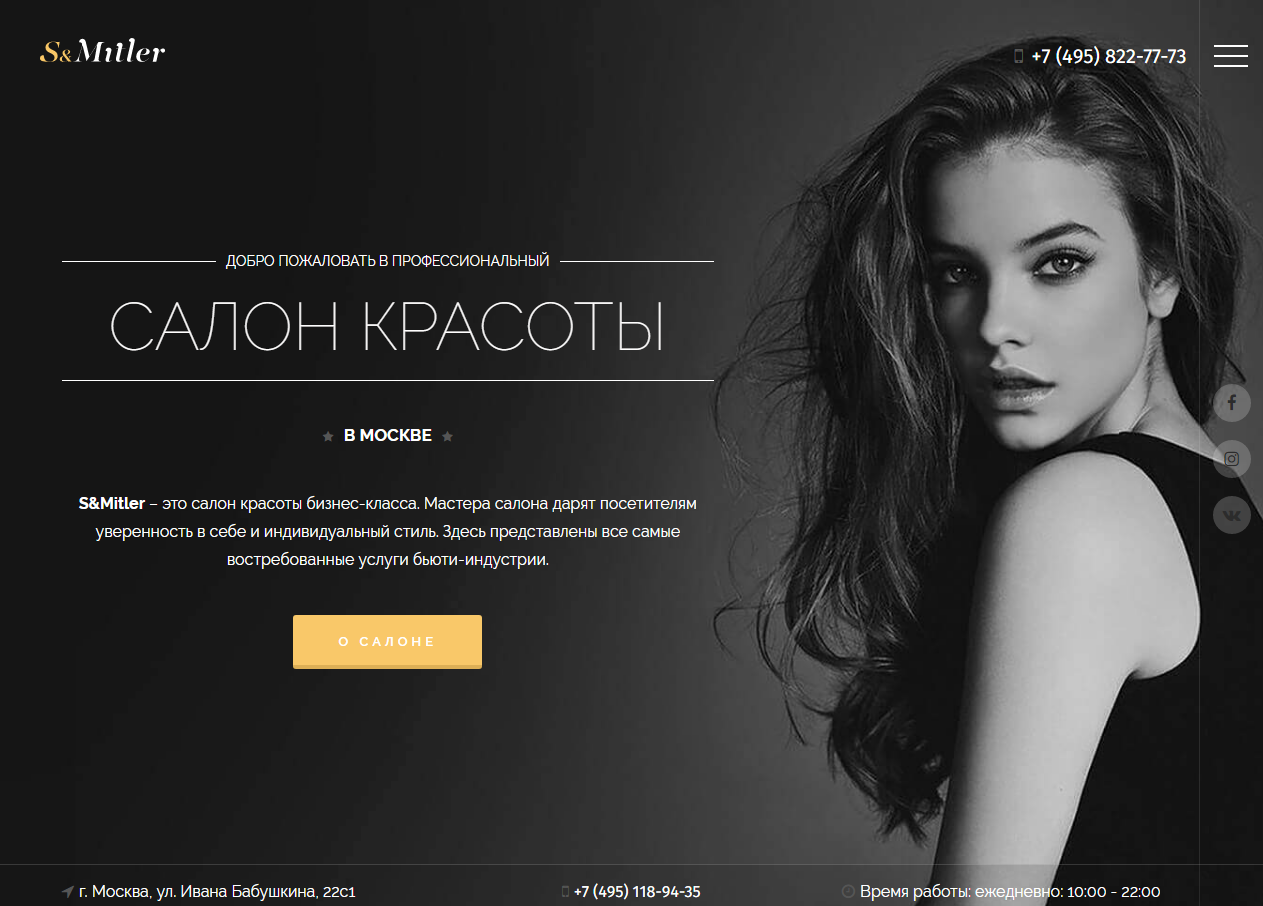 S&Mitler
+7 (495) 822-77-73
ДОБРО ПОЖАЛОВАТЬ В ПРОФЕССИОНАЛЬНЫЙ
САЛОН КРАСОТЫ
В МОСКВЕ
S&Mitler – это салон красоты бизнес-класса. Мастера салона дарят посетителям
уверенность в себе и индивидуальный стиль. Здесь представлены все самые
востребованные услуги бьюти-индустрии.
О САЛОНЕ
г. Москва, ул. Ивана Бабушкина, 22с1
+7 (495) 118-94-35
Время работы: ежедневно: 10:00 - 22:00